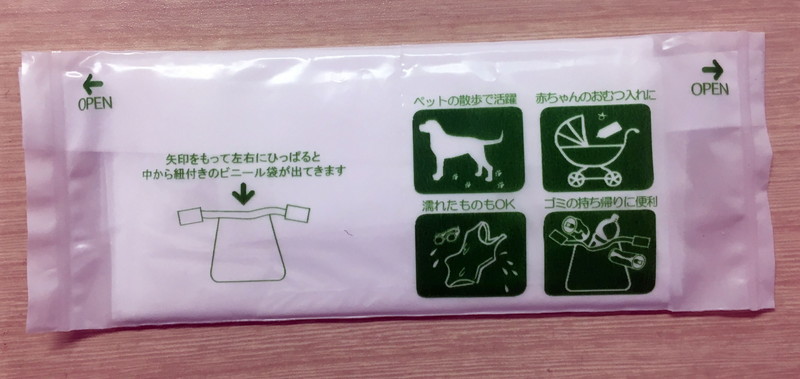 OPEN
OPEN
矢印をもって左右にひっぱると
中から紐付きのビニール袋が出てきます
ペットの散歩で活躍
赤ちゃんのおむつ入れに
濡れたものもOK
ゴミの持ち帰りに便利